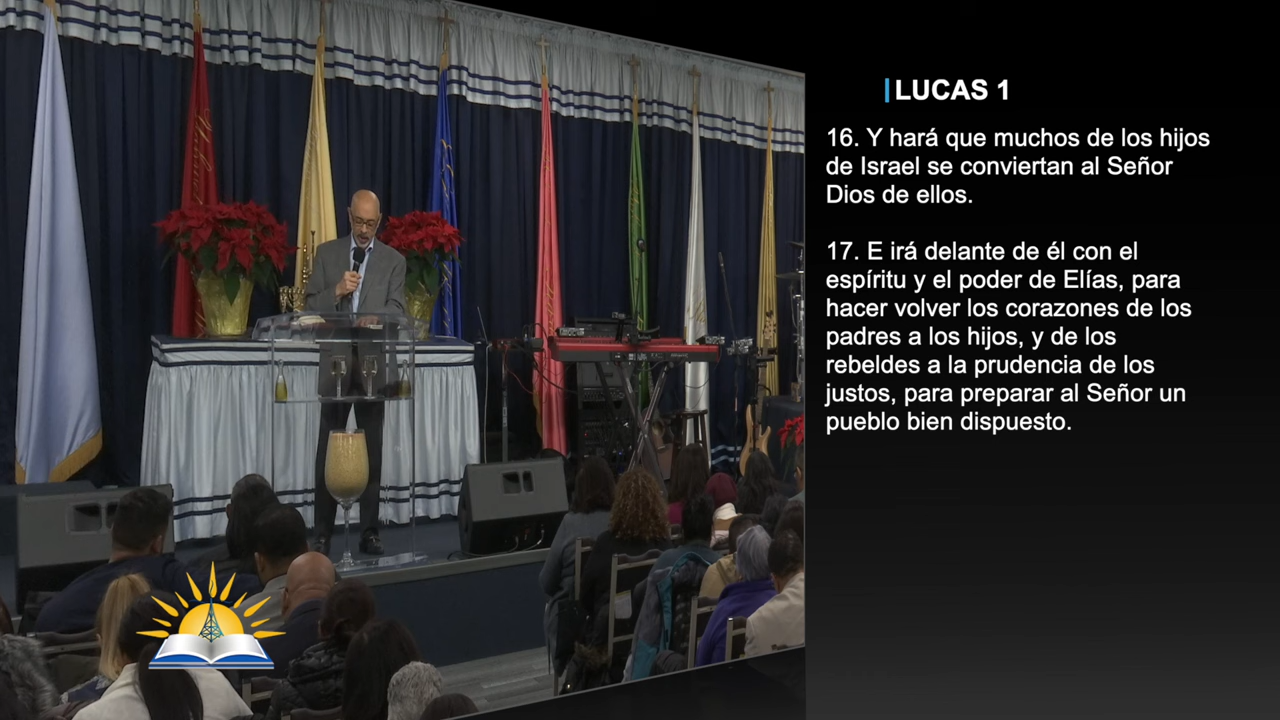 LUCAS 1
16. Y hará que muchos de los hijos
de Israel se conviertan al Señor
Dios de ellos.
17. E irá delante de él con el
espíritu y el poder de Elías, para
hacer volver los corazones de los
padres a los hijos, y de los
rebeldes a la prudencia de los
justos, para preparar al Señor un
pueblo bien dispuesto.